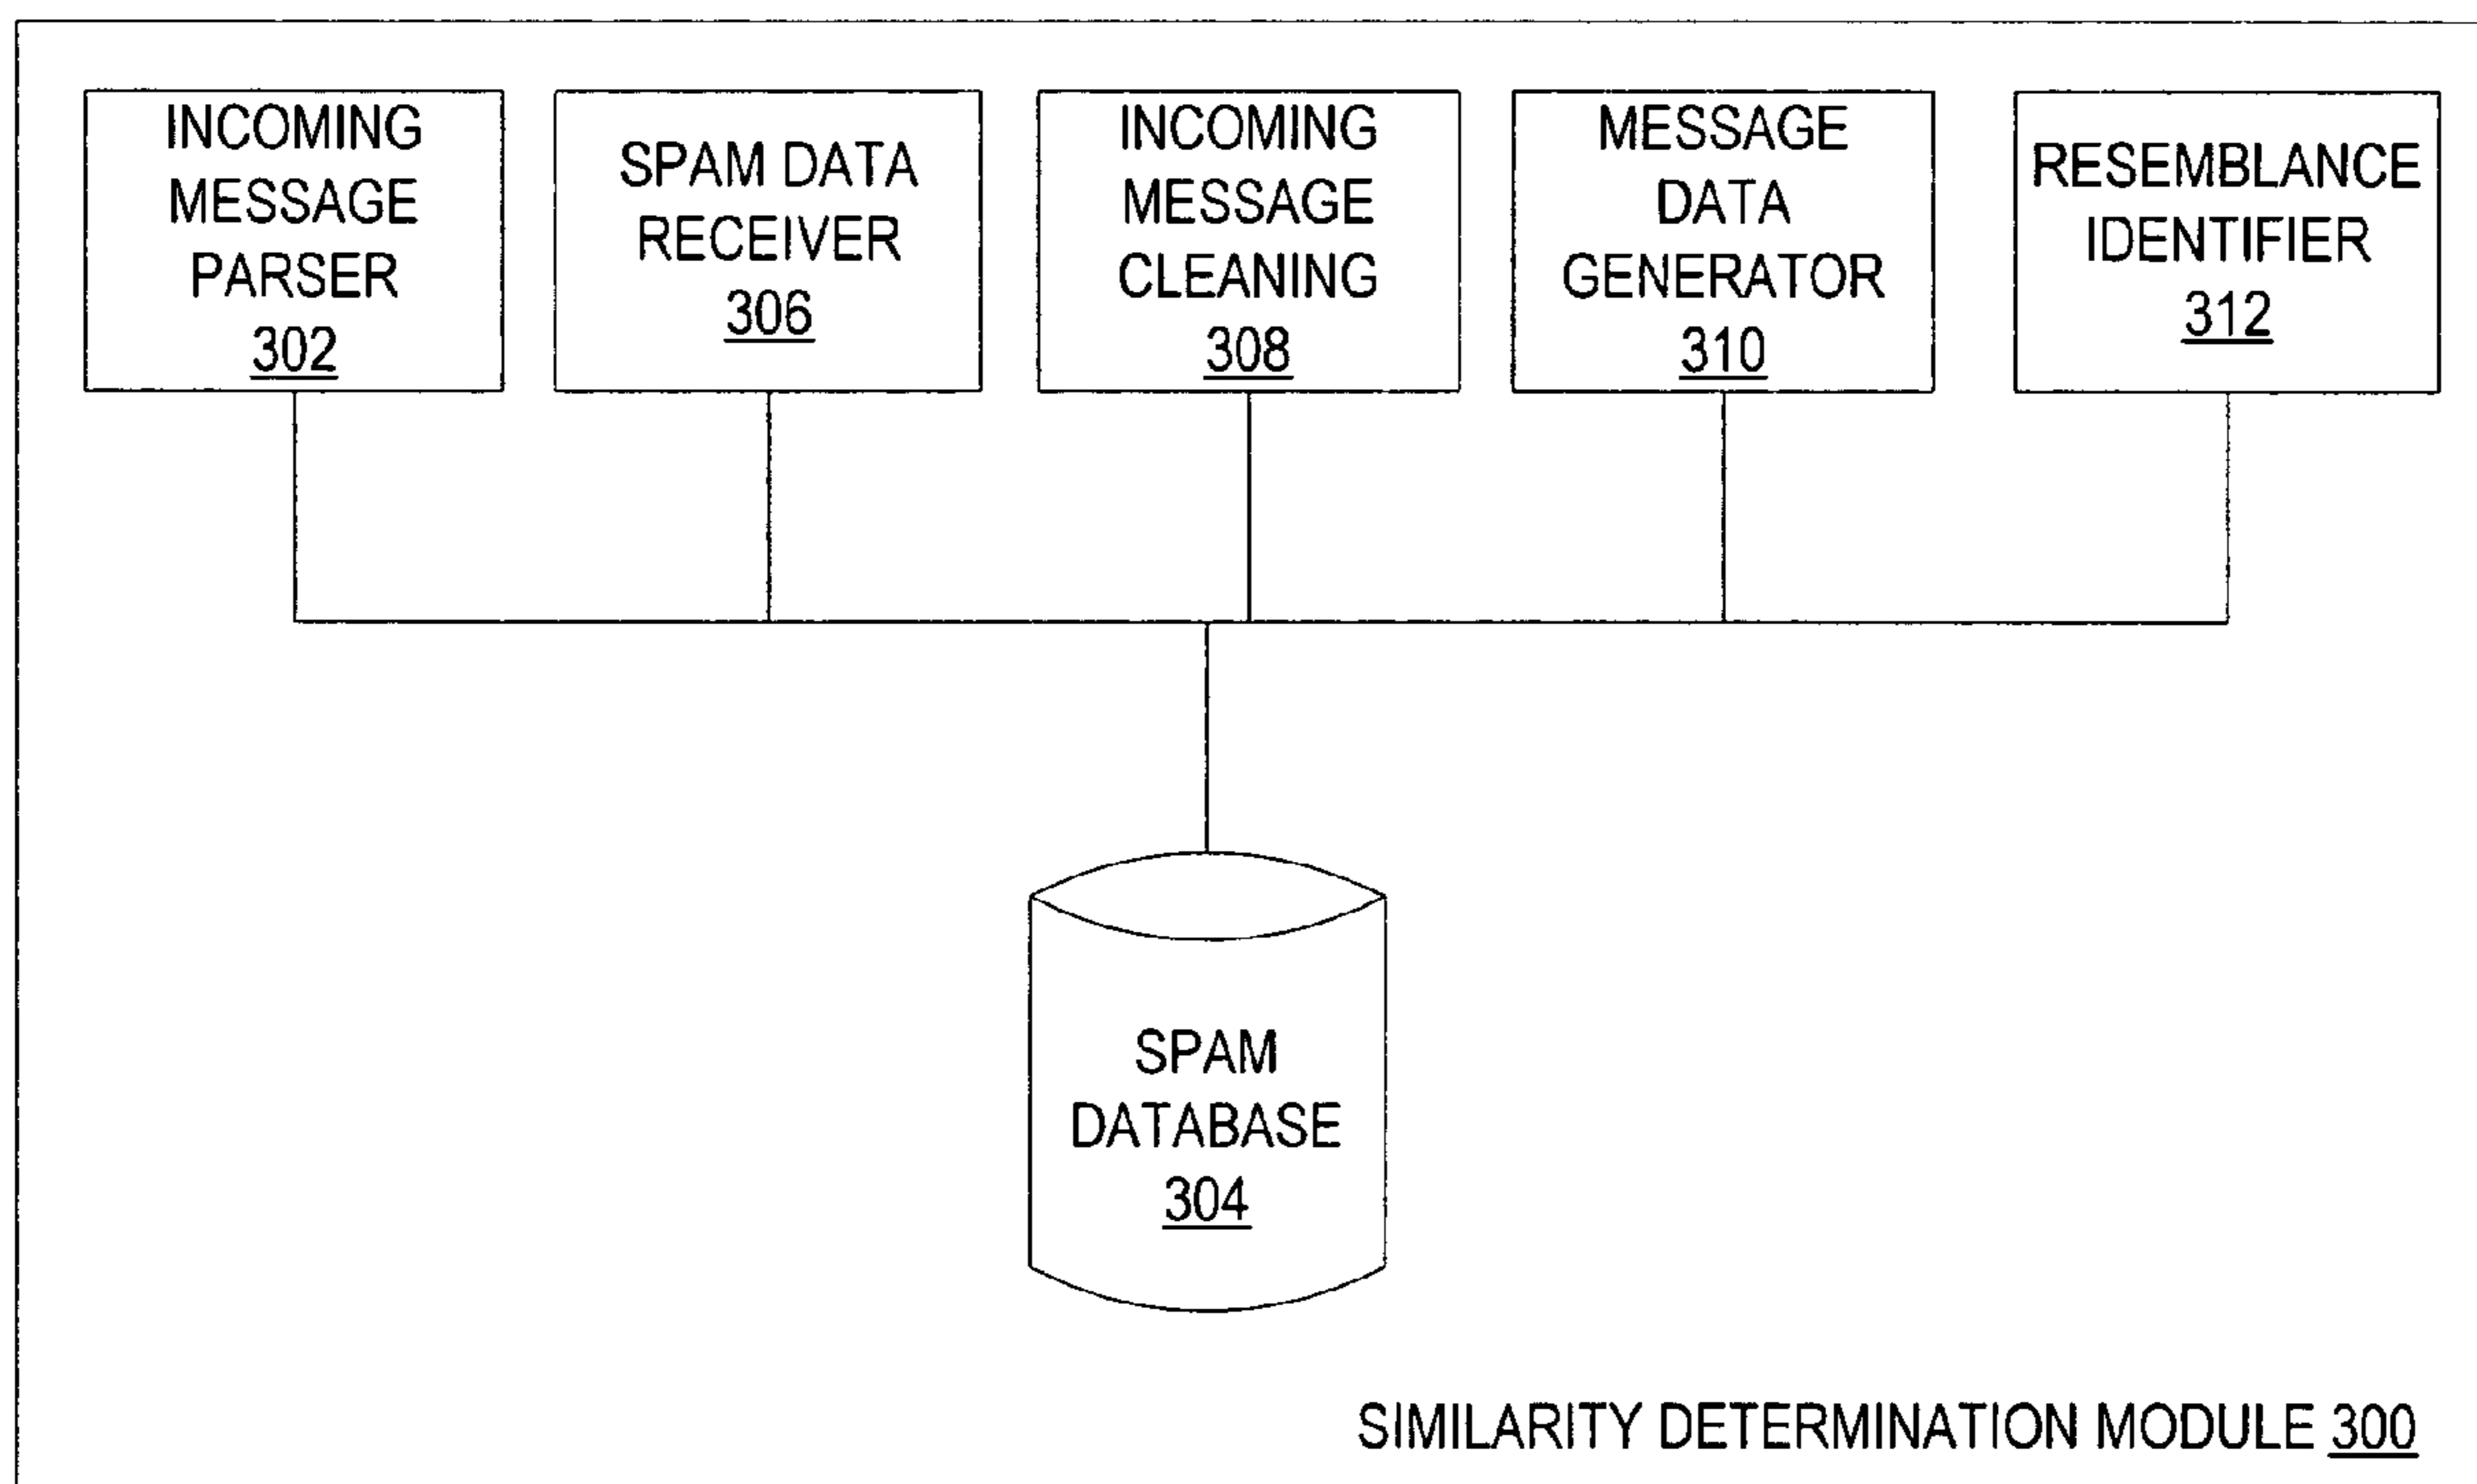 INCOMING
MESSAGE
PARSER
302
SPAM DATA
RECEIVER
306
INCOMING
MESSAGE
CLEANING
308
MESSAGE
DATA
GENERATOR
310
RESEMBLANCE
IDENTIFIER
312
SPAM
DATABASE
304
SIMILARITY DETERMINATION MODULE 300